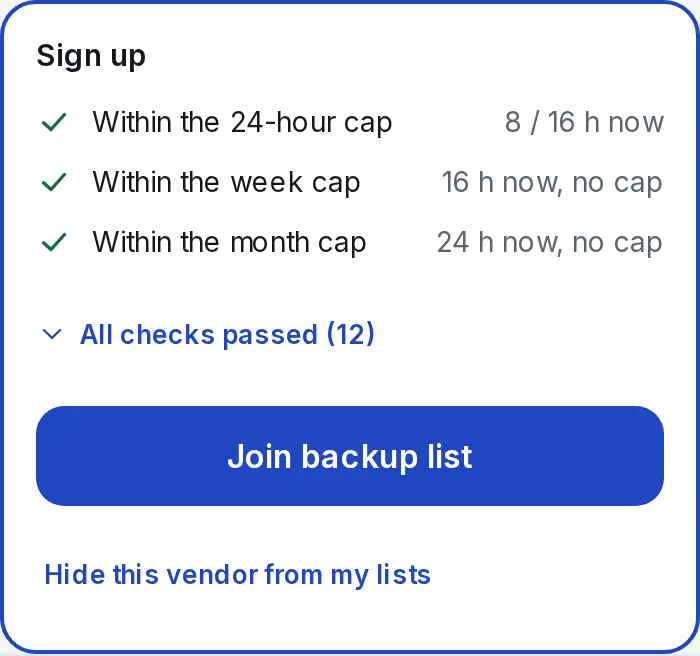 Sign up
Within the 24-hour cap 8 / 16 h now
Within the week cap 16 h now, no cap
Within the month cap 24 h now, no cap
All checks passed (12)
Join backup list
Hide this vendor from my lists